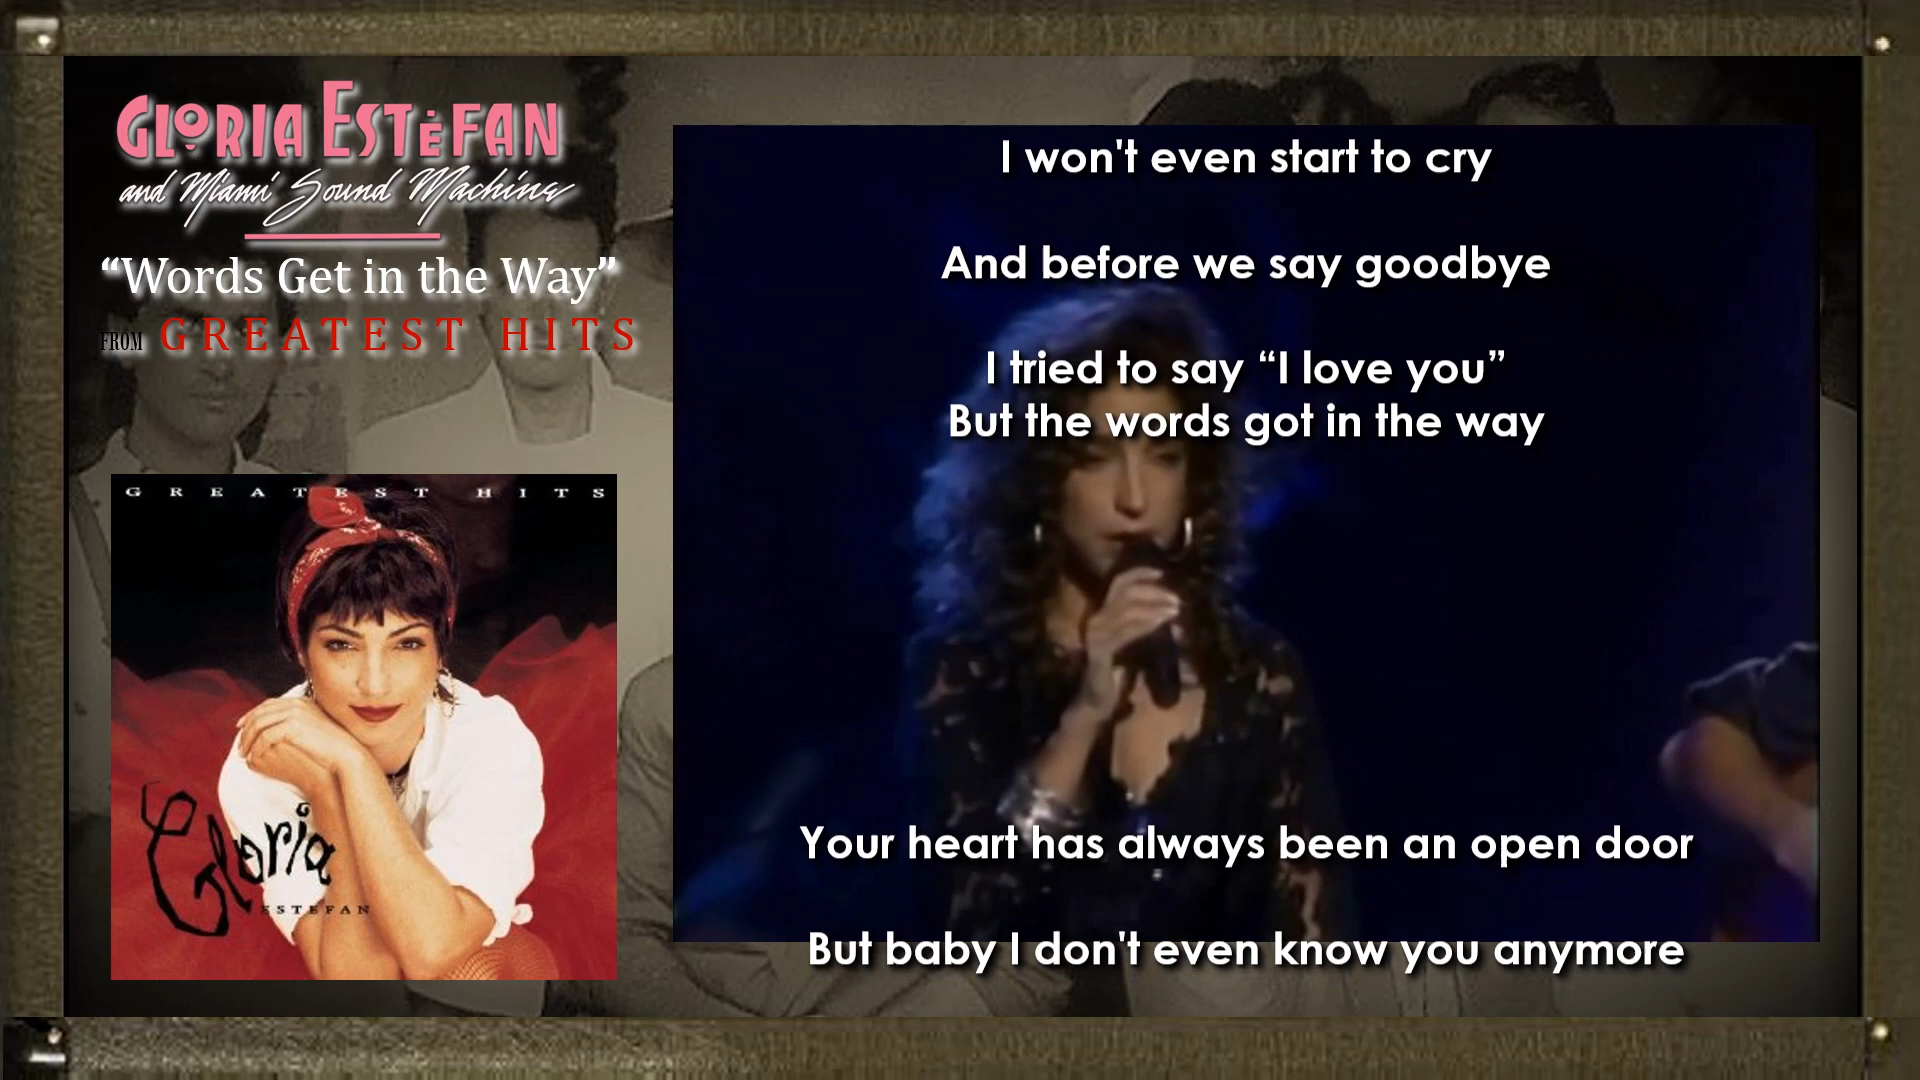 GLORIA ESTEFAN
and Miami Sound Machine
“Words Get in the Way”
FROM GREATEST HITS
GREATEST HITS
Gloria
ESTEFAN
I won't even start to cry
And before we say goodbye
I tried to say “I love you”
But the words got in the way
Your heart has always been an open door
But baby I don't even know you anymore